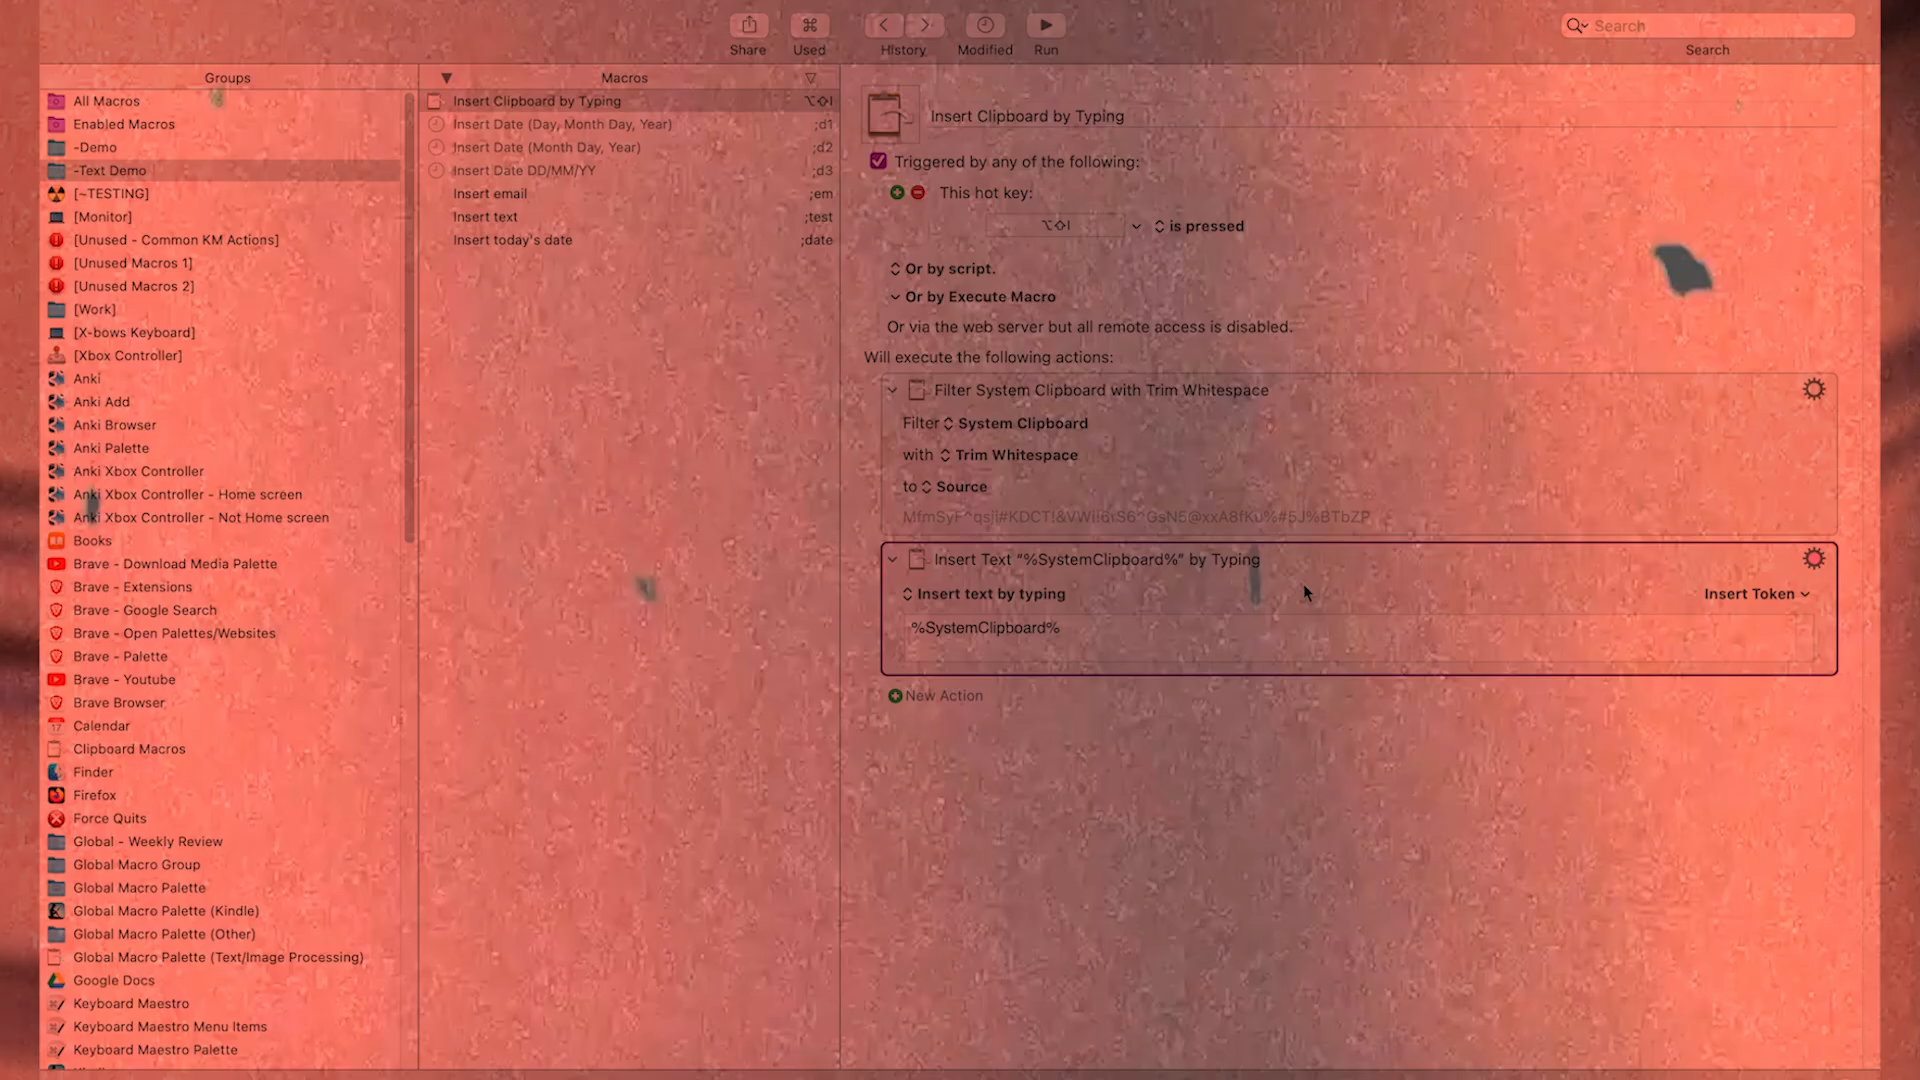 Share
Used
History
Modified
Run
Search
Search
Groups
All Macros
Enabled Macros
-Demo
-Text Demo
[~TESTING]
[Monitor]
[Unused - Common KM Actions]
[Unused Macros 1]
[Unused Macros 2]
[Work]
[X-bows Keyboard]
[Xbox Controller]
Anki
Anki Add
Anki Browser
Anki Palette
Anki Xbox Controller
Anki Xbox Controller - Home screen
Anki Xbox Controller - Not Home screen
Books
Brave - Download Media Palette
Brave - Extensions
Brave - Google Search
Brave - Open Palettes/Websites
Brave - Palette
Brave - Youtube
Brave Browser
Calendar
Clipboard Macros
Finder
Firefox
Force Quits
Global - Weekly Review
Global Macro Group
Global Macro Palette
Global Macro Palette (Kindle)
Global Macro Palette (Other)
Global Macro Palette (Text/Image Processing)
Google Docs
Keyboard Maestro
Keyboard Maestro Menu Items
Keyboard Maestro Palette
Macros
Insert Clipboard by Typing ⌥⇧I
Insert Date (Day, Month Day, Year) ;d1
Insert Date (Month Day, Year) ;d2
Insert Date DD/MM/YY ;d3
Insert email ;em
Insert text ;test
Insert today's date ;date
Insert Clipboard by Typing
Triggered by any of the following:
This hot key:
⌥⇧I is pressed
Or by script.
Or by Execute Macro
Or via the web server but all remote access is disabled.
Will execute the following actions:
Filter System Clipboard with Trim Whitespace
Filter System Clipboard
with Trim Whitespace
to Source
Insert Text "%SystemClipboard%" by Typing
Insert text by typing Insert Token
%SystemClipboard%
New Action